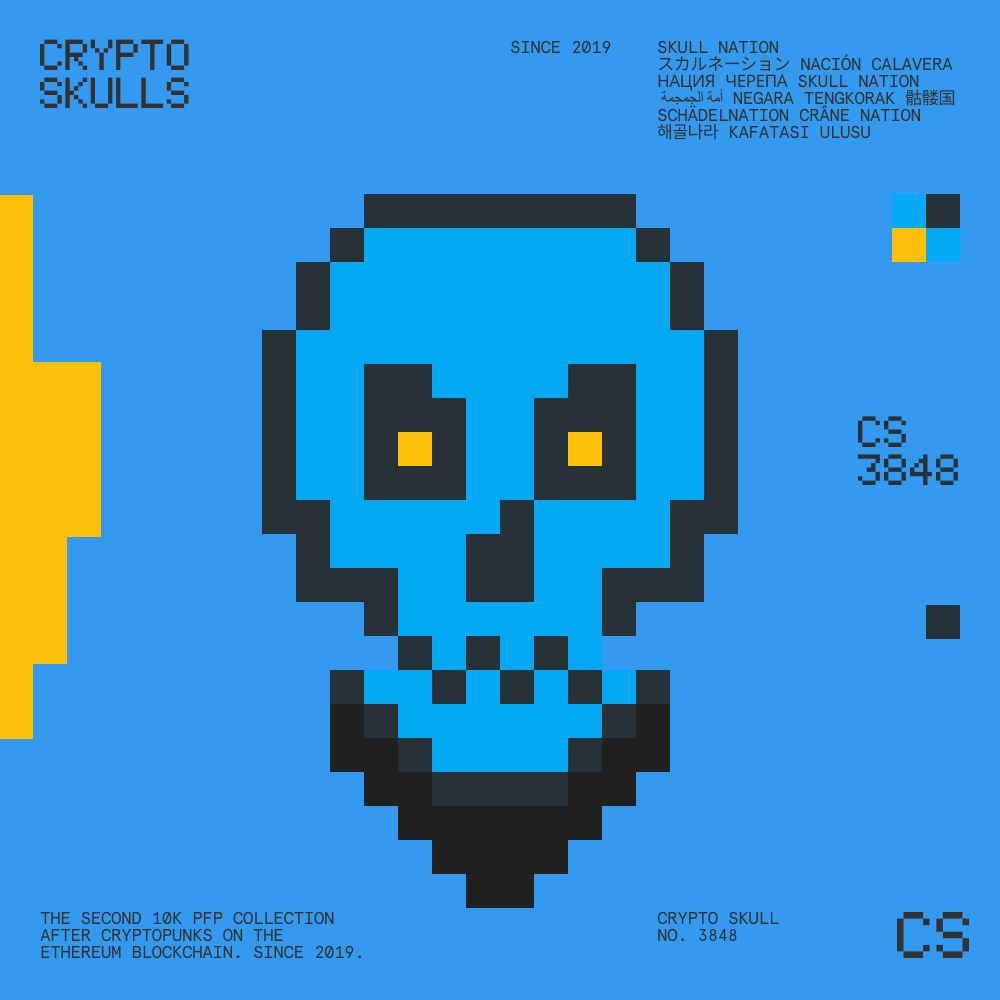 CRYPTO
SKULLS
SINCE 2019
SKULL NATION
スカルネーション NACIÓN CALAVERA
НАЦИЯ ЧЕРЕПА SKULL NATION
أمة الجمجمة NEGARA TENGKORAK 骷髅国
SCHÄDELNATION CRÂNE NATION
해골나라 KAFATASI ULUSU
CS
3848
THE SECOND 10K PFP COLLECTION
AFTER CRYPTOPUNKS ON THE
ETHEREUM BLOCKCHAIN. SINCE 2019.
CRYPTO SKULL
NO. 3848
CS